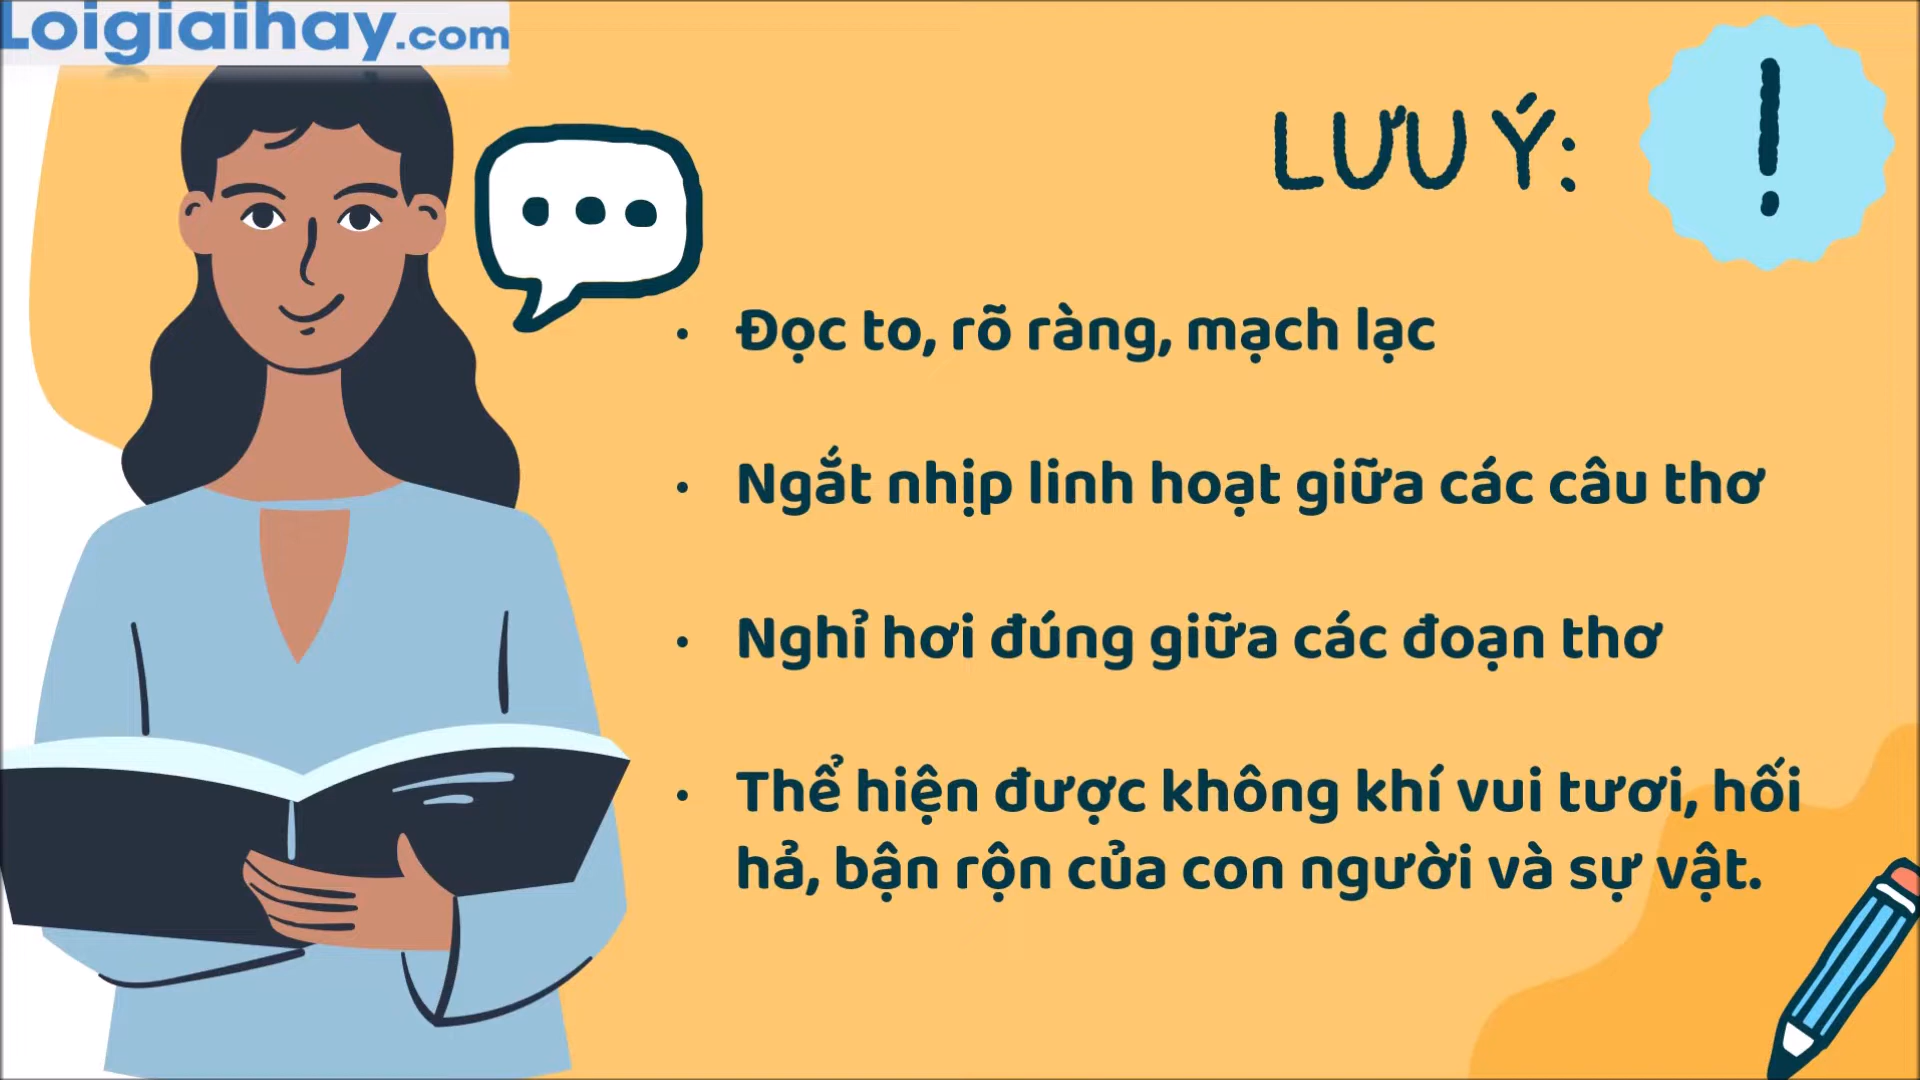 Loigiaihay.com
LƯU Ý:
!
• Đọc to, rõ ràng, mạch lạc
• Ngắt nhịp linh hoạt giữa các câu thơ
• Nghỉ hơi đúng giữa các đoạn thơ
• Thể hiện được không khí vui tươi, hối
hả, bận rộn của con người và sự vật.